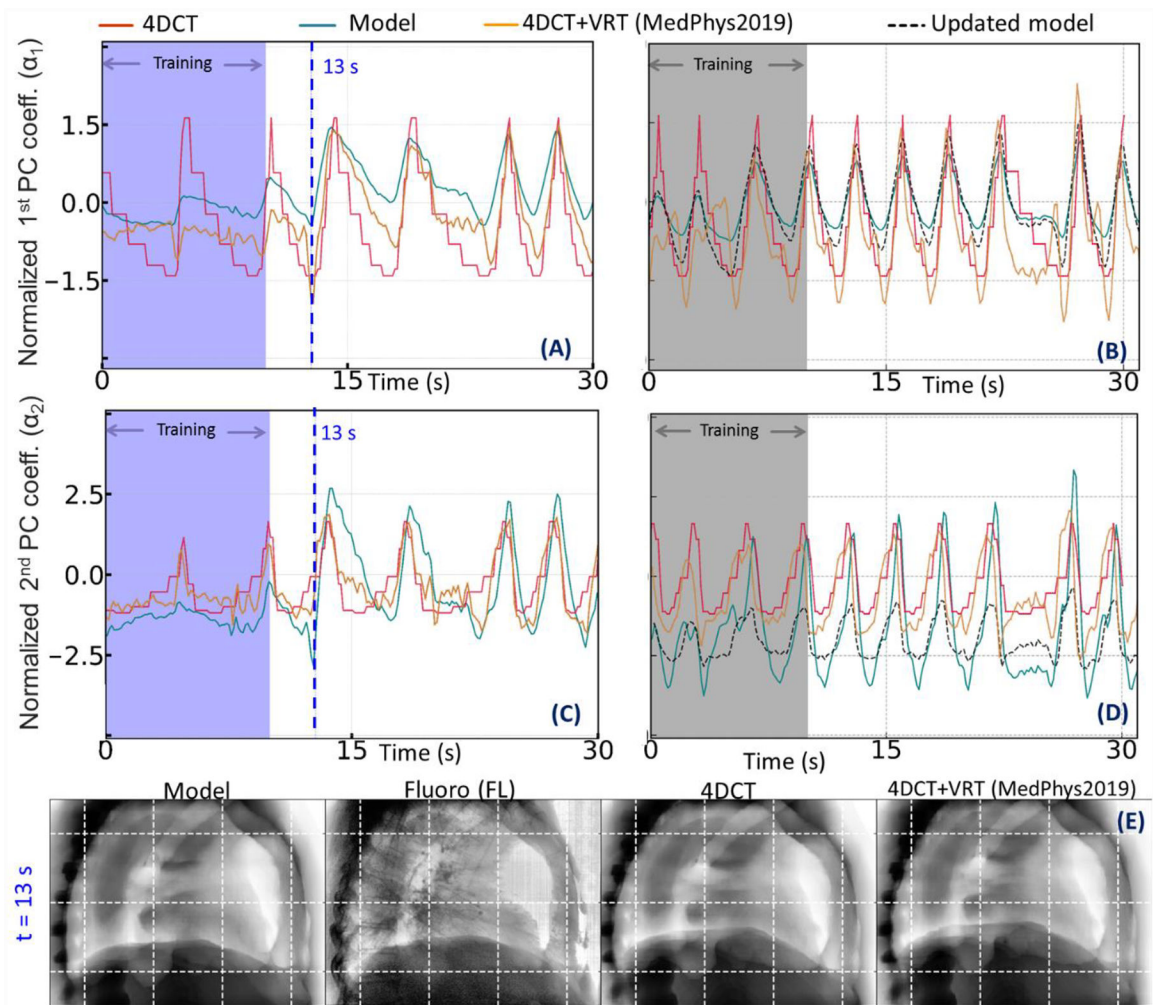 4DCT Model 4DCT+VRT (MedPhys2019) Updated model
Normalized 1st PC coeff. (α1)
1.5
0.0
−1.5
Training
13 s
(A)
0 15 30
Time (s)
Training
(B)
0 15 30
Time (s)
Normalized 2nd PC coeff. (α2)
2.5
0.0
−2.5
Training
13 s
(C)
0 15 30
Time (s)
Training
(D)
0 15 30
Time (s)
Model Fluoro (FL) 4DCT 4DCT+VRT (MedPhys2019)
(E)
t = 13 s